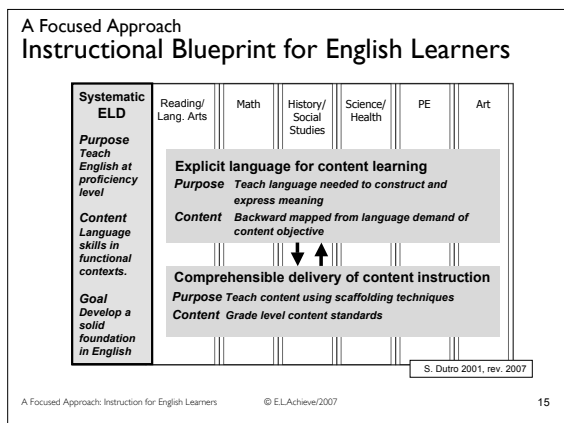 A Focused Approach
Instructional Blueprint for English Learners
Systematic
ELD
Purpose
Teach
English at
proficiency
level
Content
Language
skills in
functional
contexts.
Goal
Develop a
solid
foundation
in English
Reading/
Lang. Arts
Math
History/
Social
Studies
Science/
Health
PE
Art
Explicit language for content learning
Purpose Teach language needed to construct and
express meaning
Content Backward mapped from language demand of
content objective
Comprehensible delivery of content instruction
Purpose Teach content using scaffolding techniques
Content Grade level content standards
S. Dutro 2001, rev. 2007
A Focused Approach: Instruction for English Learners © E.L.Achieve/2007 15